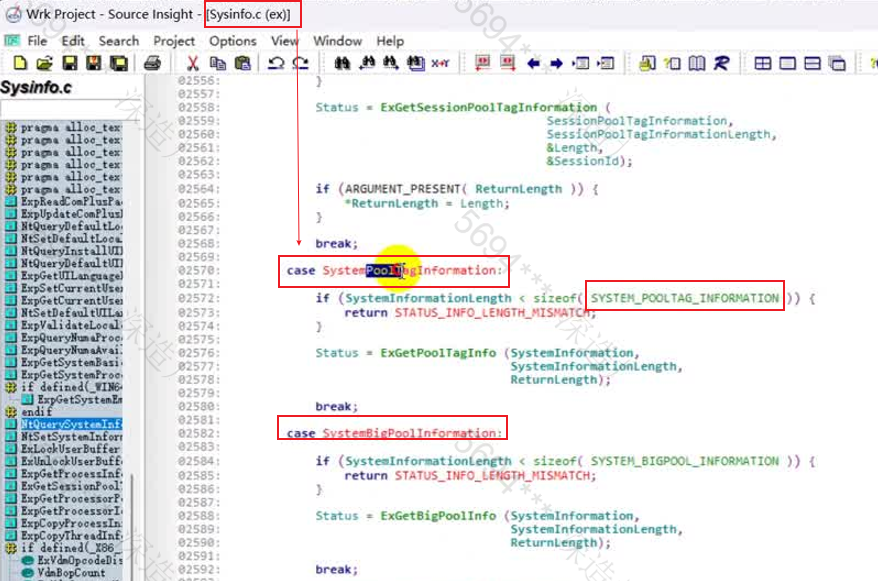 Wrk Project - Source Insight - [Sysinfo.c (ex)]
File Edit Search Project Options View Window Help
Sysinfo.c
pragma alloc_tex
pragma alloc_tex
pragma alloc_tex
pragma alloc_tex
pragma alloc_tex
pragma alloc_tex
ExpReadComPlusPa
ExpUpdateComPlus
NtQueryDefaultLo
NtSetDefaultLoca
NtQueryInstallUI
NtQueryDefaultUI
ExpGetUILanguage
ExpSetCurrentUse
ExpGetCurrentUse
NtSetDefaultUILa
ExpValidateLocal
ExpQueryNumaProc
ExpQueryNumaAvai
ExpGetSystemBasi
ExpGetSystemProc
if defined(_WIN64
ExpGetSystemEm
endif
NtQuerySystemInf
NtSetSystemInform
ExLockUserBuffer
ExUnlockUserBuff
ExpGetProcessInf
ExGetSessionPoolT
ExpGetProcessorP
ExpGetProcessorI
ExpCopyProcessIn
ExpCopyThreadInf
if defined(_X86_
ExVdmOpcodeDis
VdmBopCount
02556: }
02557:
02558: Status = ExGetSessionPoolTagInformation (
02559: SessionPoolTagInformation,
02560: SessionPoolTagInformationLength,
02561: &Length,
02562: &SessionId);
02563:
02564: if (ARGUMENT_PRESENT( ReturnLength )) {
02565: *ReturnLength = Length;
02566: }
02567:
02568: break;
02569:
02570: case SystemPoolTagInformation:
02571:
02572: if (SystemInformationLength < sizeof( SYSTEM_POOLTAG_INFORMATION )) {
02573: return STATUS_INFO_LENGTH_MISMATCH;
02574: }
02575:
02576: Status = ExGetPoolTagInfo (SystemInformation,
02577: SystemInformationLength,
02578: ReturnLength);
02579:
02580: break;
02581:
02582: case SystemBigPoolInformation:
02583:
02584: if (SystemInformationLength < sizeof( SYSTEM_BIGPOOL_INFORMATION )) {
02585: return STATUS_INFO_LENGTH_MISMATCH;
02586: }
02587:
02588: Status = ExGetBigPoolInfo (SystemInformation,
02589: SystemInformationLength,
02590: ReturnLength);
02591:
02592: break;